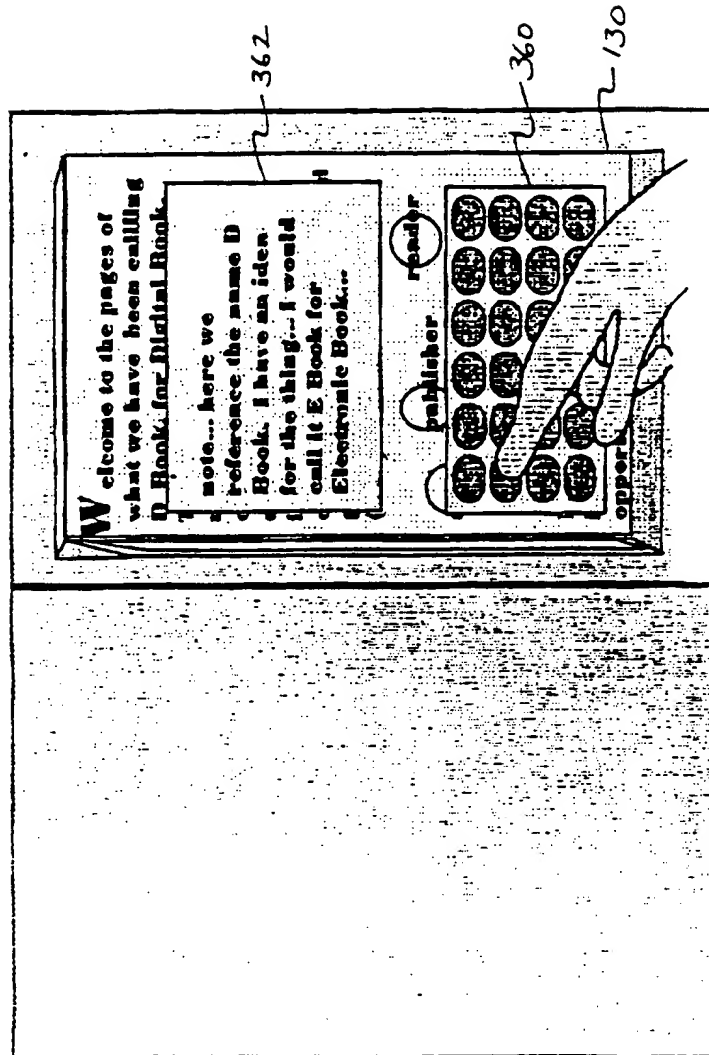 Welcome to the pages of
what we have been calliing
D Book, for Digital Book.
note... here we
reference the name D
Book. I have an idea
for the thing... I would
call it E Book for
Electronic Book...
publisher
reader
362
360
130